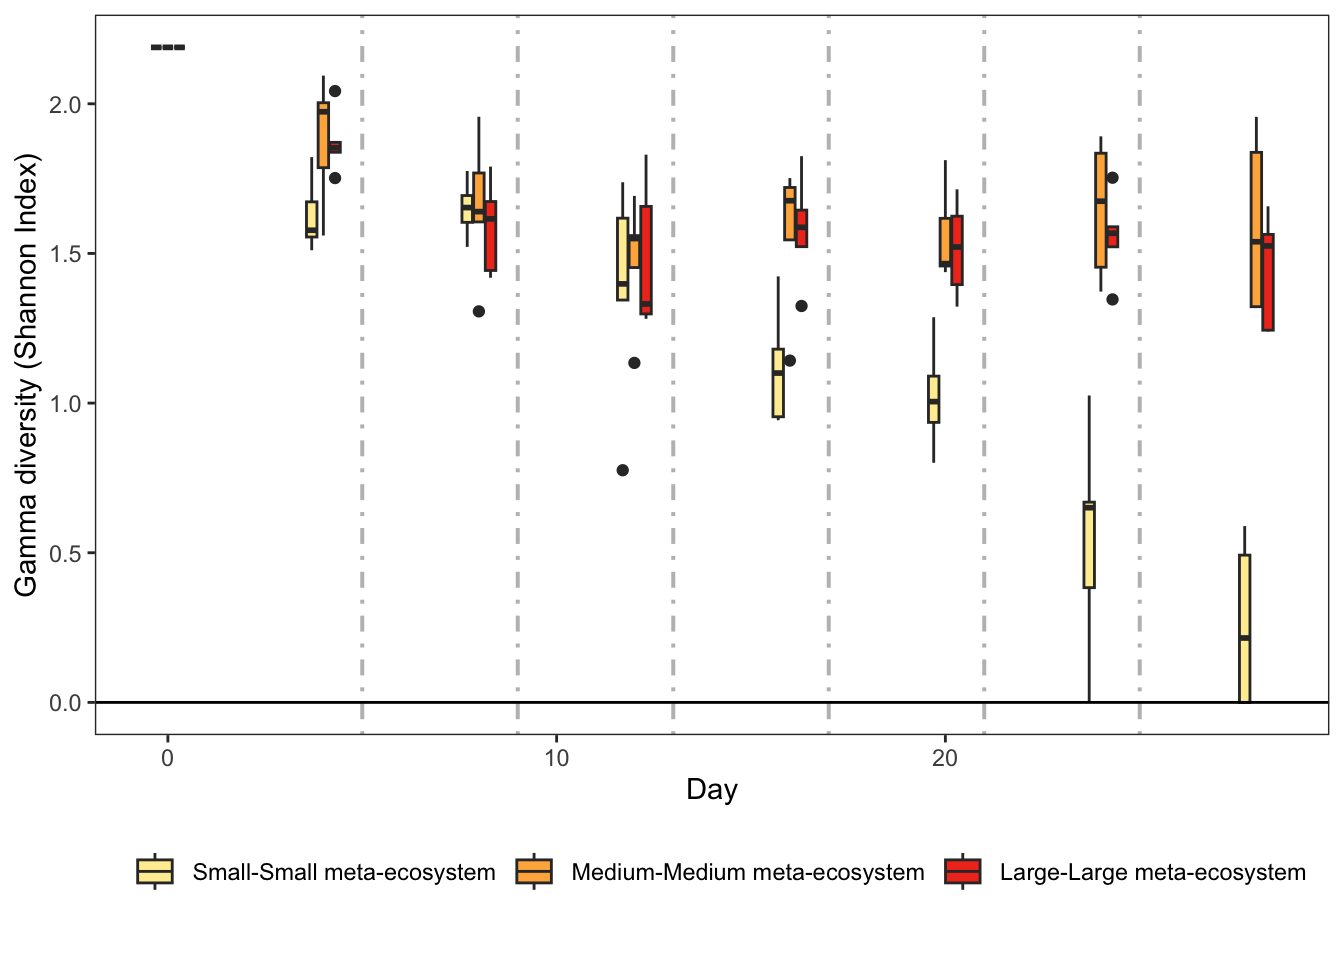 Gamma diversity (Shannon Index)
2.0
1.5
1.0
0.5
0.0
0 10 20
Day
Small-Small meta-ecosystem Medium-Medium meta-ecosystem Large-Large meta-ecosystem